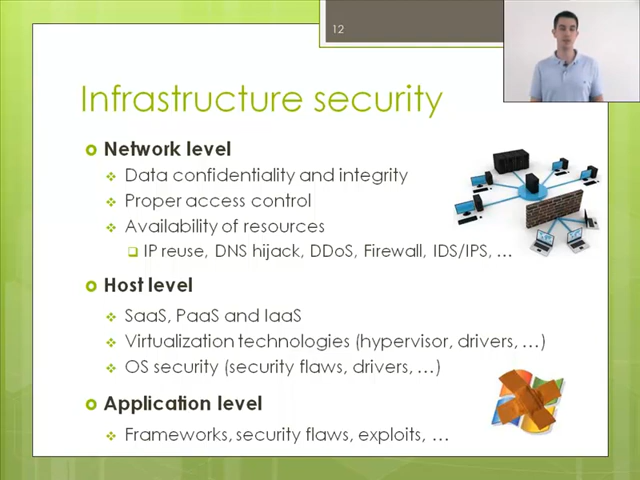 12
Infrastructure security
Network level
Data confidentiality and integrity
Proper access control
Availability of resources
IP reuse, DNS hijack, DDoS, Firewall, IDS/IPS, …
Host level
SaaS, PaaS and IaaS
Virtualization technologies (hypervisor, drivers, …)
OS security (security flaws, drivers, …)
Application level
Frameworks, security flaws, exploits, …